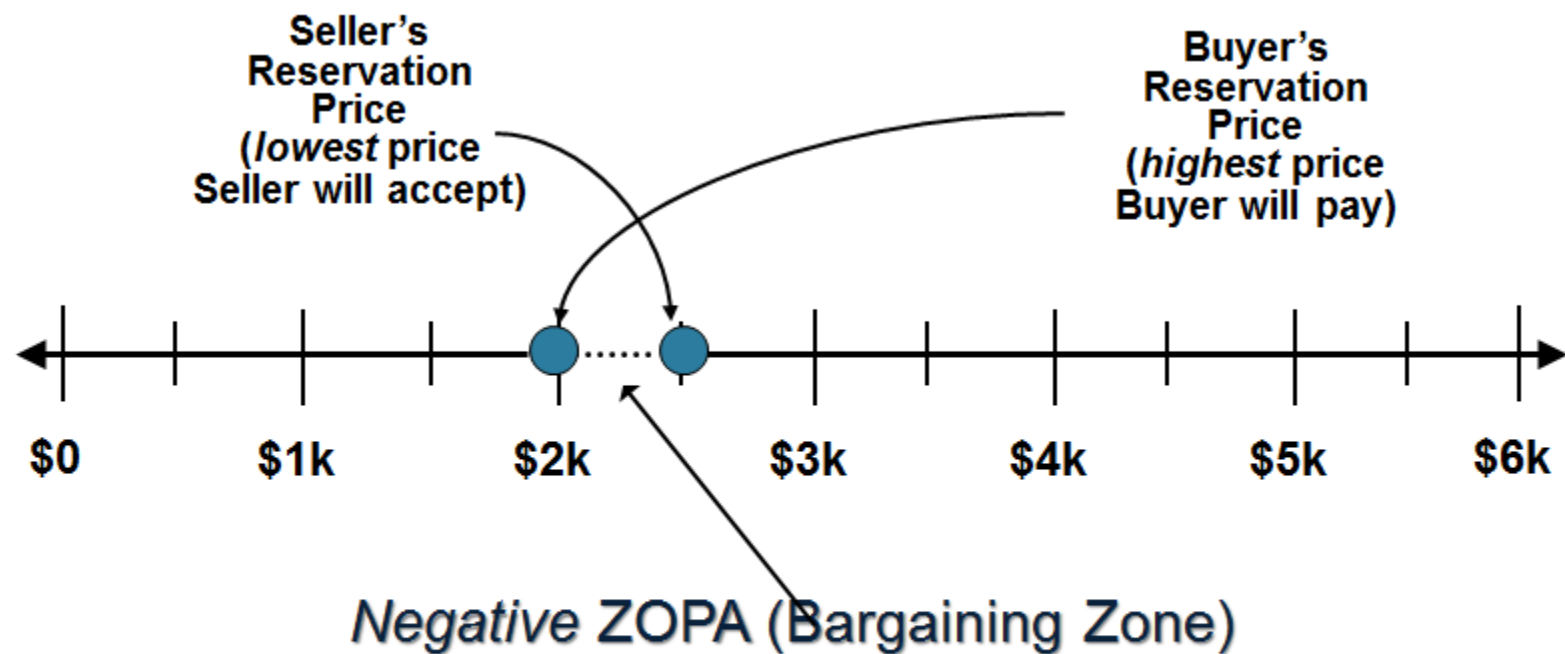 Seller’s
Reservation
Price
(lowest price
Seller will accept)
Buyer’s
Reservation
Price
(highest price
Buyer will pay)
$0 $1k $2k $3k $4k $5k $6k
Negative ZOPA (Bargaining Zone)